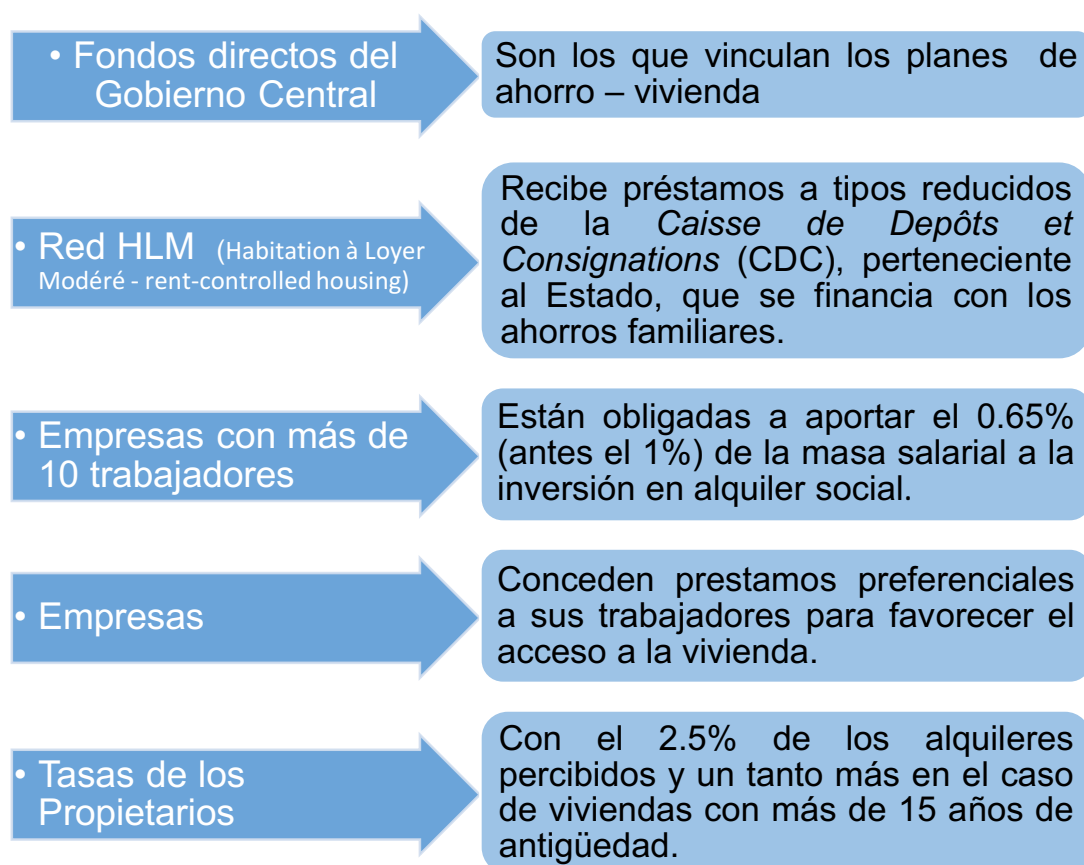 • Fondos directos del
Gobierno Central
Son los que vinculan los planes de
ahorro – vivienda
• Red HLM (Habitation à Loyer
Modéré - rent-controlled housing)
Recibe préstamos a tipos reducidos
de la Caisse de Depôts et
Consignations (CDC), perteneciente
al Estado, que se financia con los
ahorros familiares.
• Empresas con más de
10 trabajadores
Están obligadas a aportar el 0.65%
(antes el 1%) de la masa salarial a la
inversión en alquiler social.
• Empresas
Conceden prestamos preferenciales
a sus trabajadores para favorecer el
acceso a la vivienda.
• Tasas de los
Propietarios
Con el 2.5% de los alquileres
percibidos y un tanto más en el caso
de viviendas con más de 15 años de
antigüedad.